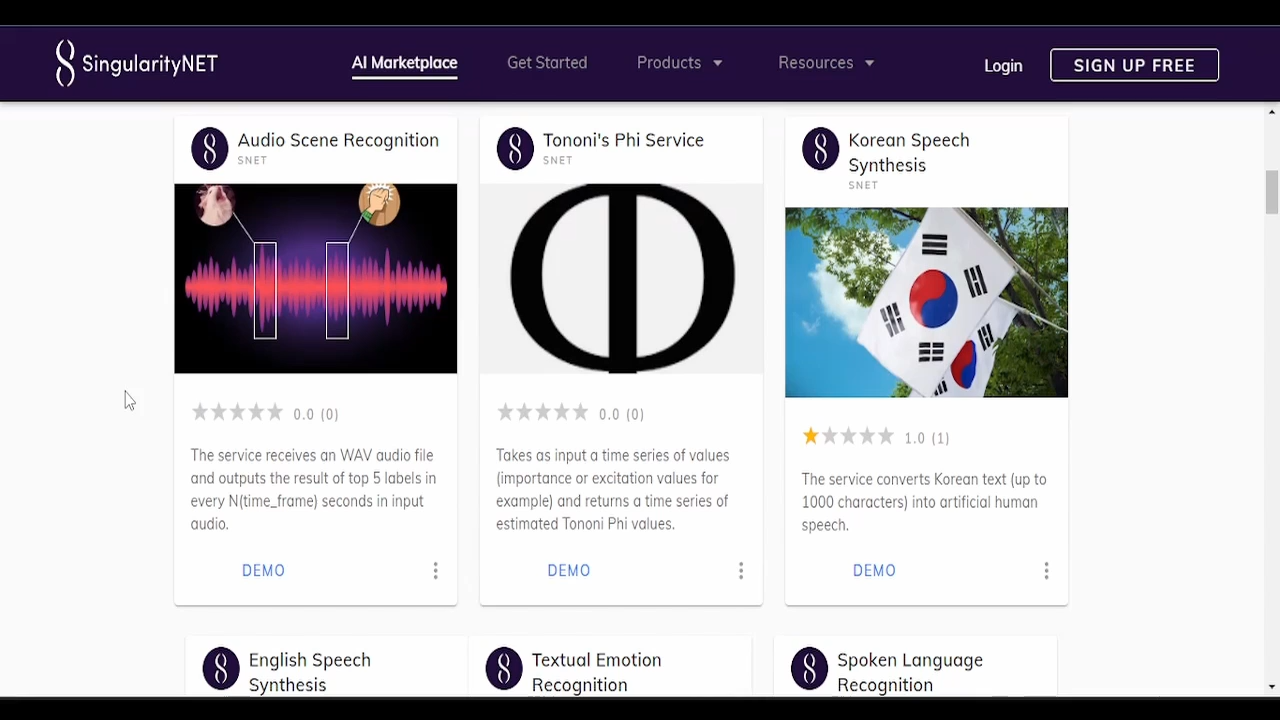 SingularityNET
AI Marketplace
Get Started
Products
Resources
Login
SIGN UP FREE
Audio Scene Recognition
SNET
The service receives an WAV audio file
and outputs the result of top 5 labels in
every N(time_frame) seconds in input
audio.
0.0 (0)
DEMO
Tononi's Phi Service
SNET
Φ
0.0 (0)
Takes as input a time series of values
(importance or excitation values for
example) and returns a time series of
estimated Tononi Phi values.
DEMO
Korean Speech
Synthesis
SNET
1.0 (1)
The service converts Korean text (up to
1000 characters) into artificial human
speech.
DEMO
English Speech
Synthesis
Textual Emotion
Recognition
Spoken Language
Recognition